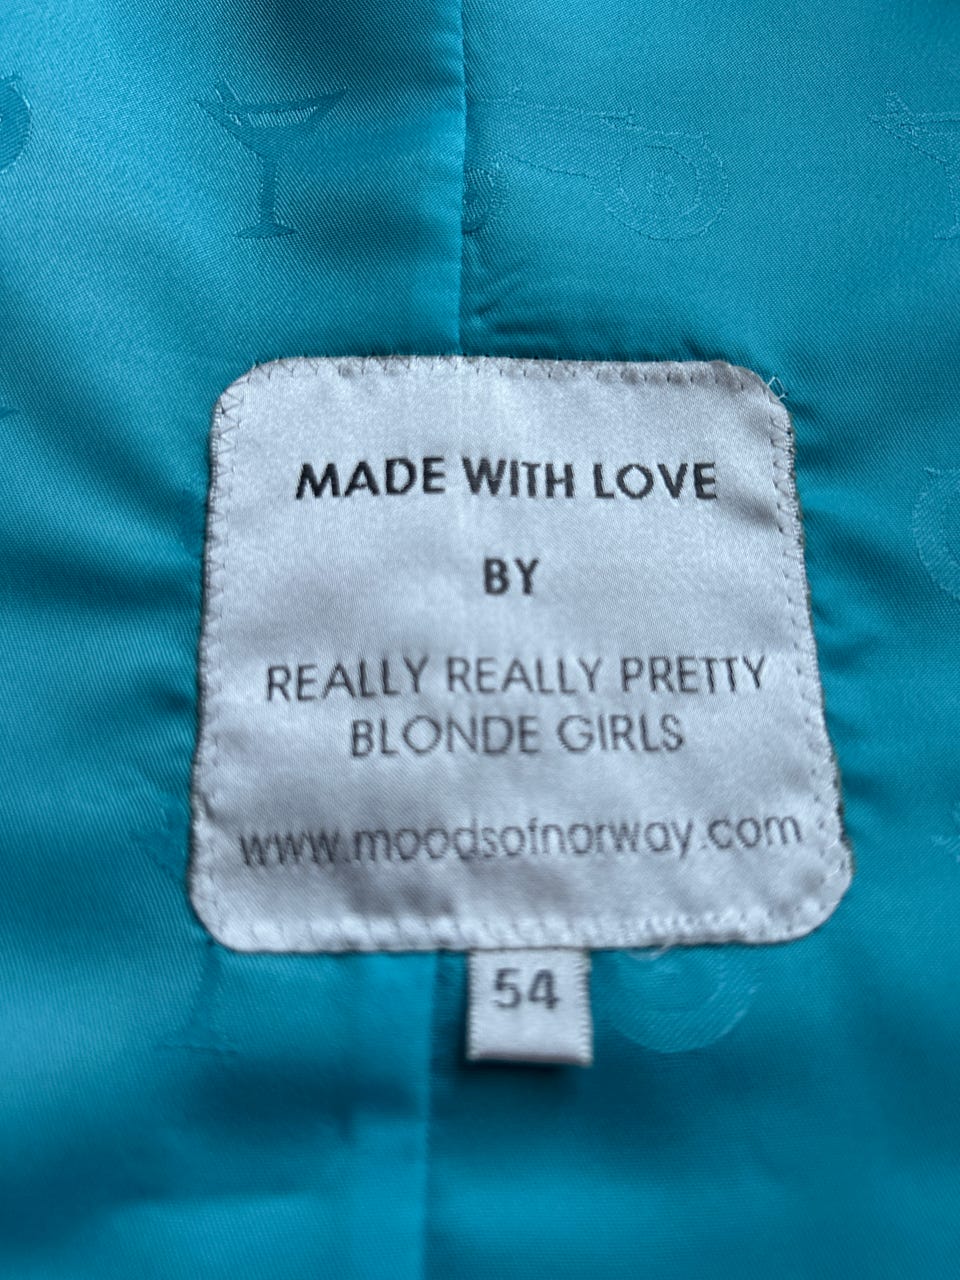 MADE WITH LOVE
BY
REALLY REALLY PRETTY
BLONDE GIRLS
www.moodsofnorway.com
54